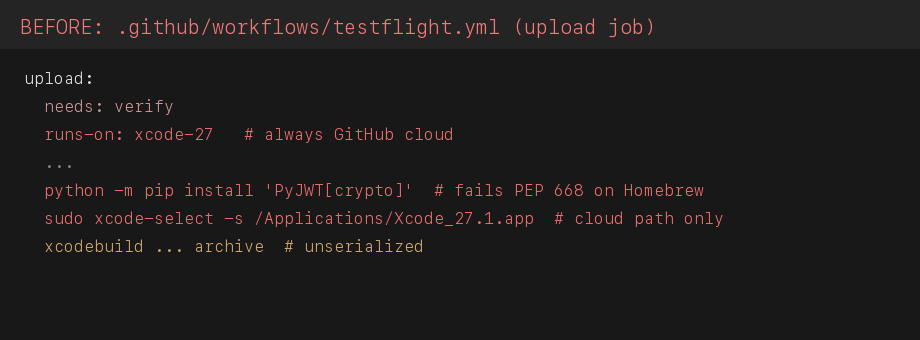 BEFORE: .github/workflows/testflight.yml (upload job)
upload:
needs: verify
runs-on: xcode-27   # always GitHub cloud
...
python -m pip install 'PyJWT[crypto]'  # fails PEP 668 on Homebrew
sudo xcode-select -s /Applications/Xcode_27.1.app  # cloud path only
xcodebuild ... archive  # unserialized